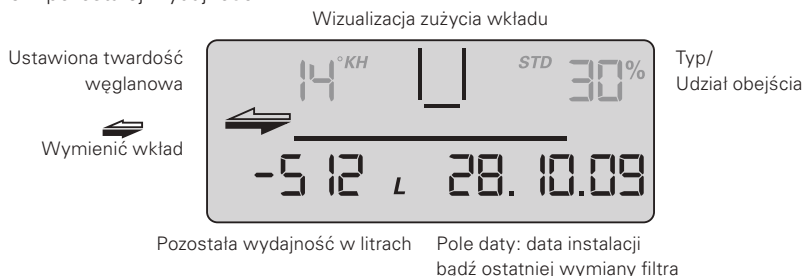 Wizualizacja zużycia wkładu
Ustawiona twardość
węglanowa
Wymienić wkład
14 °KH
STD 30%
Typ/
Udział obejścia
-512 L 28.10.09
Pozostała wydajność w litrach
Pole daty: data instalacji
bądź ostatniej wymiany filtra